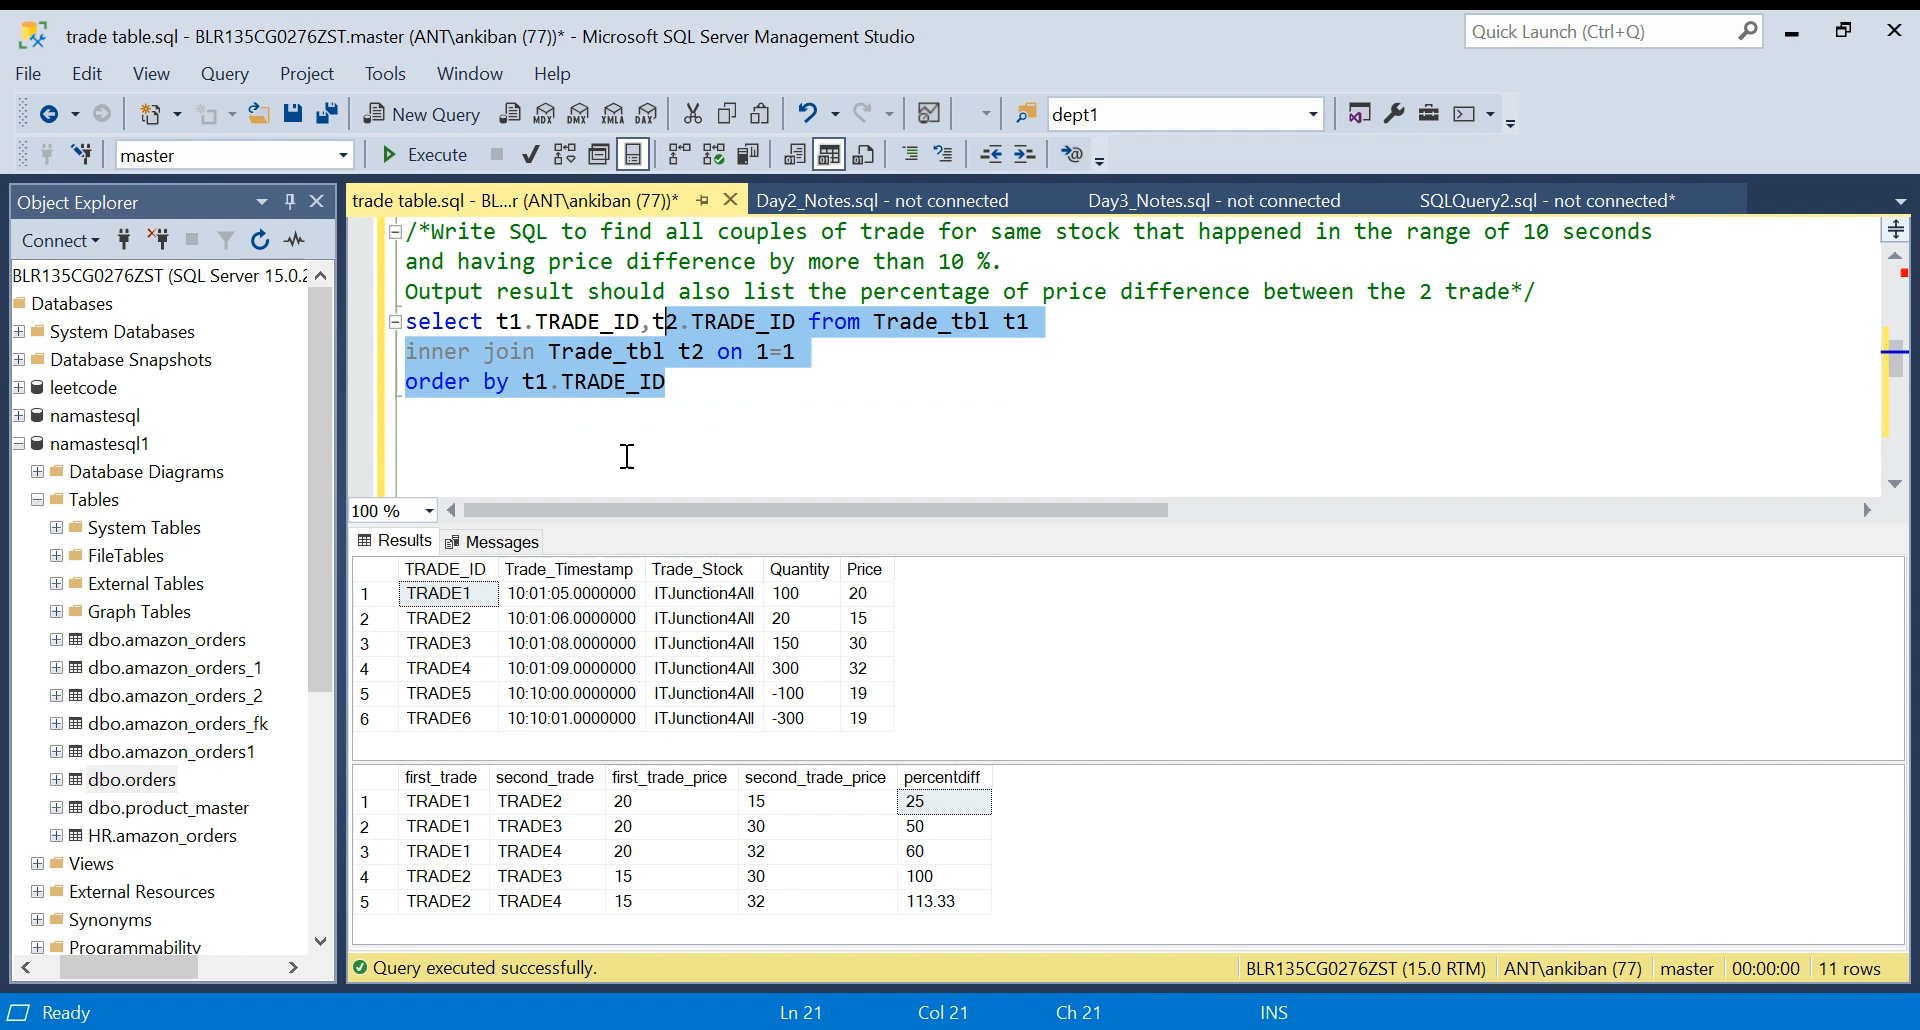 trade table.sql - BLR135CG0276ZST.master (ANT\ankiban (77))* - Microsoft SQL Server Management Studio
Quick Launch (Ctrl+Q)
File Edit View Query Project Tools Window Help
New Query MDX DMX XMLA DAX dept1
master Execute
Object Explorer
trade table.sql - BL...r (ANT\ankiban (77))* Day2_Notes.sql - not connected Day3_Notes.sql - not connected SQLQuery2.sql - not connected*
Connect
BLR135CG0276ZST (SQL Server 15.0.2
Databases
System Databases
Database Snapshots
leetcode
namastesql
namastesql1
Database Diagrams
Tables
System Tables
FileTables
External Tables
Graph Tables
dbo.amazon_orders
dbo.amazon_orders_1
dbo.amazon_orders_2
dbo.amazon_orders_fk
dbo.amazon_orders1
dbo.orders
dbo.product_master
HR.amazon_orders
Views
External Resources
Synonyms
Programmability
/*Write SQL to find all couples of trade for same stock that happened in the range of 10 seconds
and having price difference by more than 10 %.
Output result should also list the percentage of price difference between the 2 trade*/
select t1.TRADE_ID,t2.TRADE_ID from Trade_tbl t1
inner join Trade_tbl t2 on 1=1
order by t1.TRADE_ID
100 %
Results Messages
TRADE_ID Trade_Timestamp Trade_Stock Quantity Price
1 TRADE1 10:01:05.0000000 ITJunction4All 100 20
2 TRADE2 10:01:06.0000000 ITJunction4All 20 15
3 TRADE3 10:01:08.0000000 ITJunction4All 150 30
4 TRADE4 10:01:09.0000000 ITJunction4All 300 32
5 TRADE5 10:10:00.0000000 ITJunction4All -100 19
6 TRADE6 10:10:01.0000000 ITJunction4All -300 19
first_trade second_trade first_trade_price second_trade_price percentdiff
1 TRADE1 TRADE2 20 15 25
2 TRADE1 TRADE3 20 30 50
3 TRADE1 TRADE4 20 32 60
4 TRADE2 TRADE3 15 30 100
5 TRADE2 TRADE4 15 32 113.33
Query executed successfully. BLR135CG0276ZST (15.0 RTM) ANT\ankiban (77) master 00:00:00 11 rows
Ready Ln 21 Col 21 Ch 21 INS